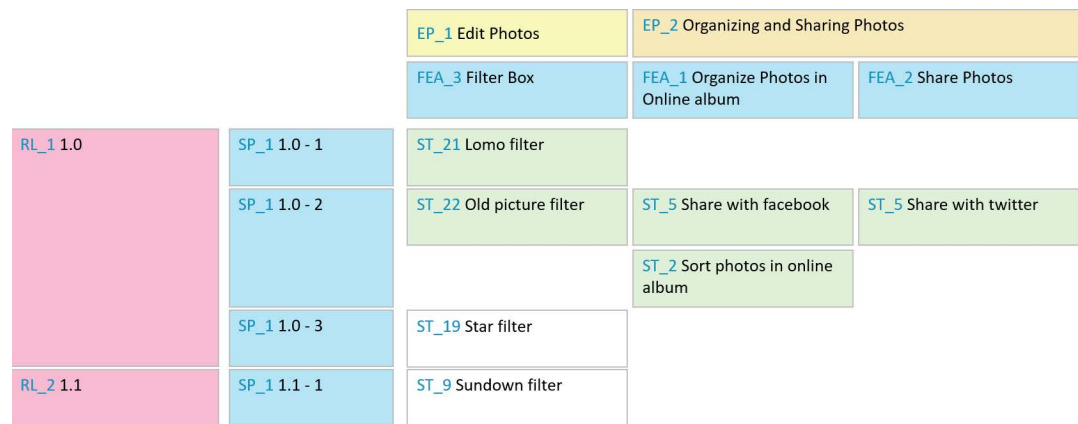 EP_1 Edit Photos
EP_2 Organizing and Sharing Photos
FEA_3 Filter Box
FEA_1 Organize Photos in
Online album
FEA_2 Share Photos
RL_1 1.0
SP_1 1.0 - 1
ST_21 Lomo filter
SP_1 1.0 - 2
ST_22 Old picture filter
ST_5 Share with facebook
ST_5 Share with twitter
ST_2 Sort photos in online
album
SP_1 1.0 - 3
ST_19 Star filter
RL_2 1.1
SP_1 1.1 - 1
ST_9 Sundown filter